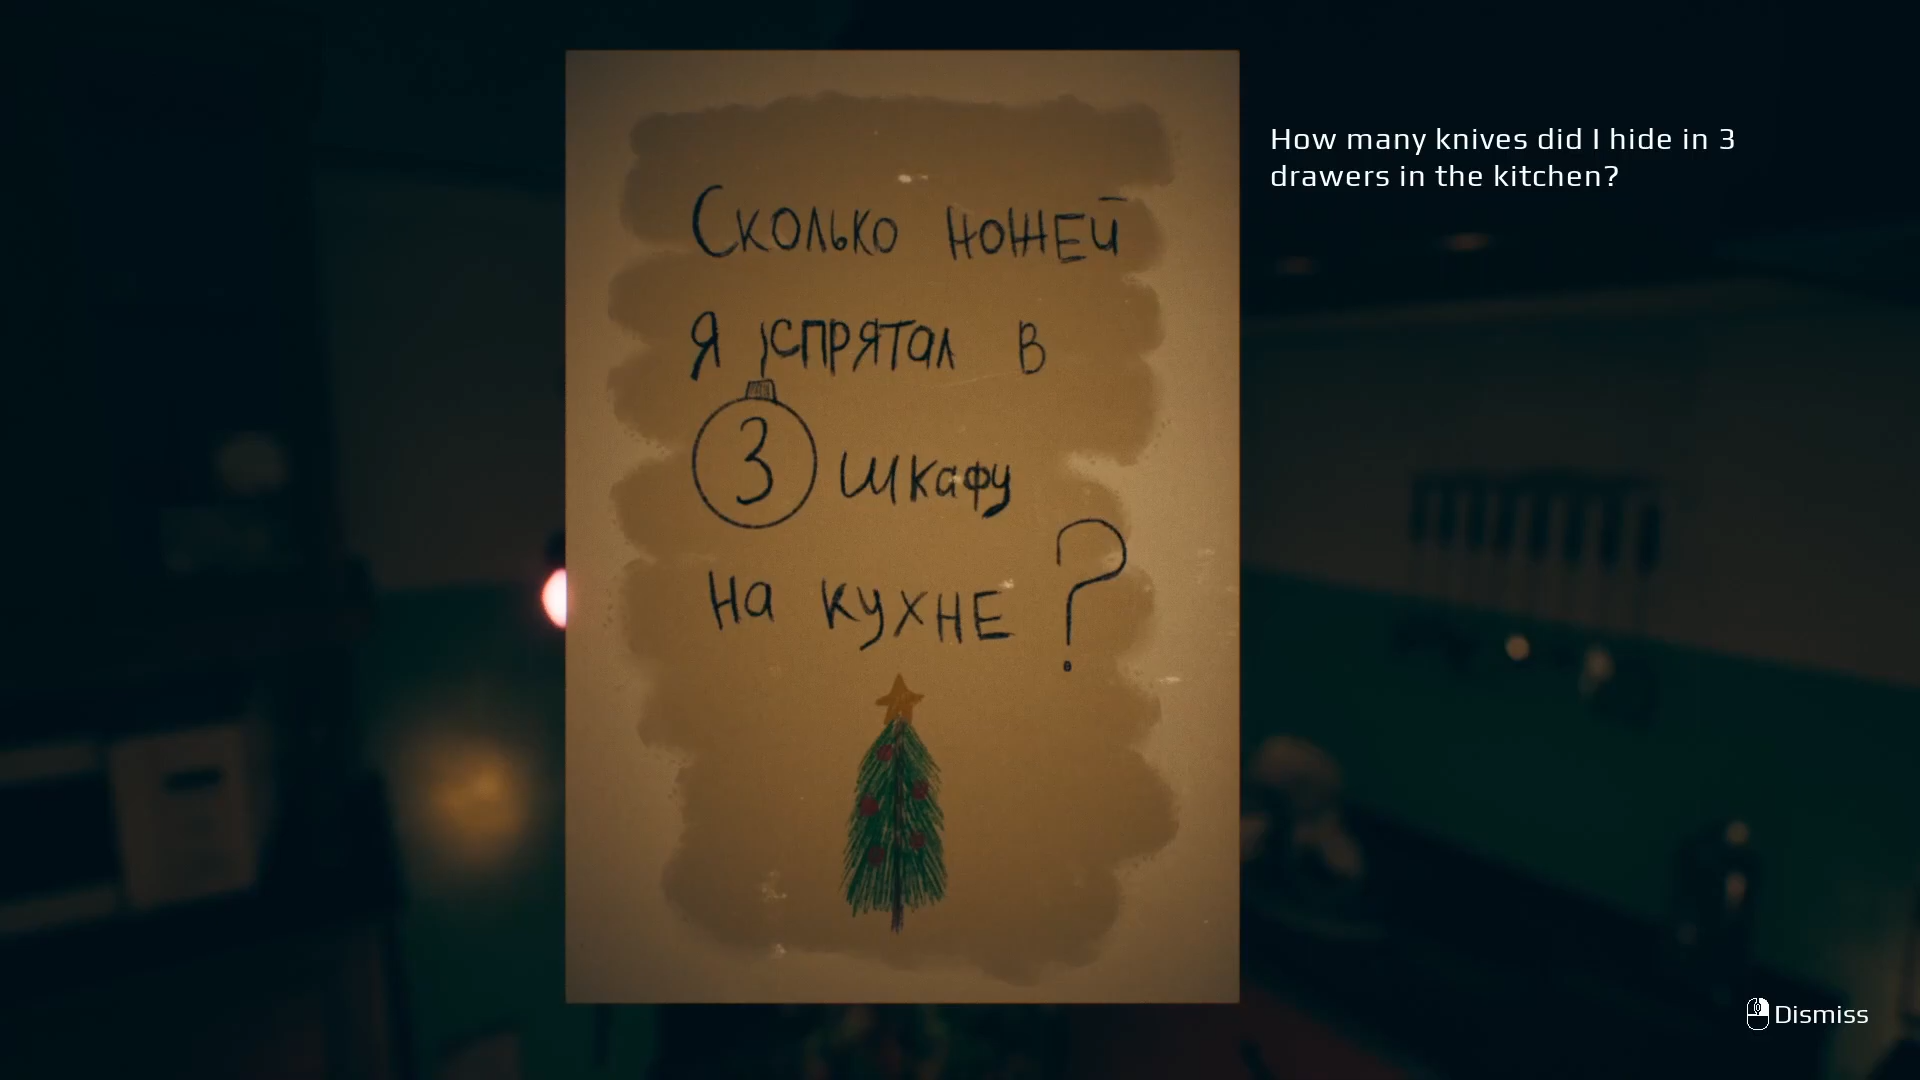 Сколько ножей
я спрятал в
3 шкафу
на кухне?
How many knives did I hide in 3
drawers in the kitchen?
Dismiss